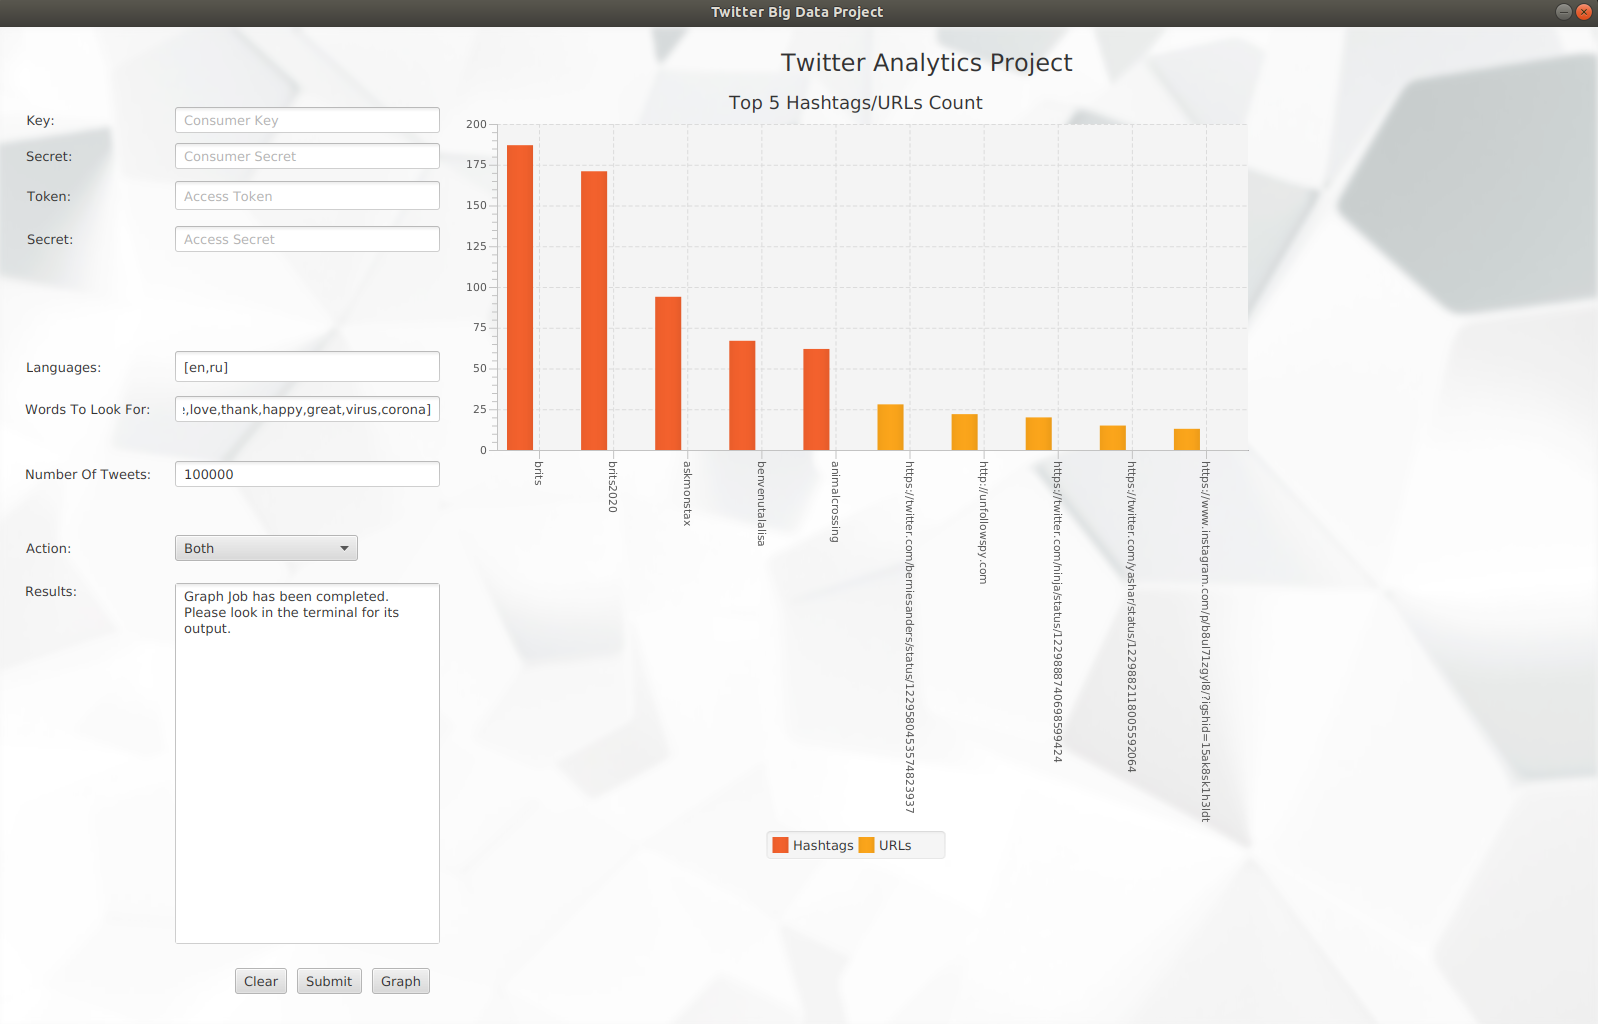 Twitter Big Data Project
Twitter Analytics Project
Key:
Consumer Key
Secret:
Consumer Secret
Token:
Access Token
Secret:
Access Secret
Languages:
[en,ru]
Words To Look For:
,love,thank,happy,great,virus,corona]
Number Of Tweets:
100000
Action:
Both
Results:
Graph Job has been completed.
Please look in the terminal for its
output.
Clear
Submit
Graph
Top 5 Hashtags/URLs Count
200
175
150
125
100
75
50
25
0
brits
brits2020
askmonstax
benvenutalalisa
animalcrossing
https://twitter.com/berniesanders/status/1229580453574823937
http://unfollowspy.com
https://twitter.com/ninja/status/1229888740698599424
https://twitter.com/yashar/status/1229882118005592064
https://www.instagram.com/p/b8ul71zgyl8/?igshid=15ak8sk1h3ldt
Hashtags
URLs